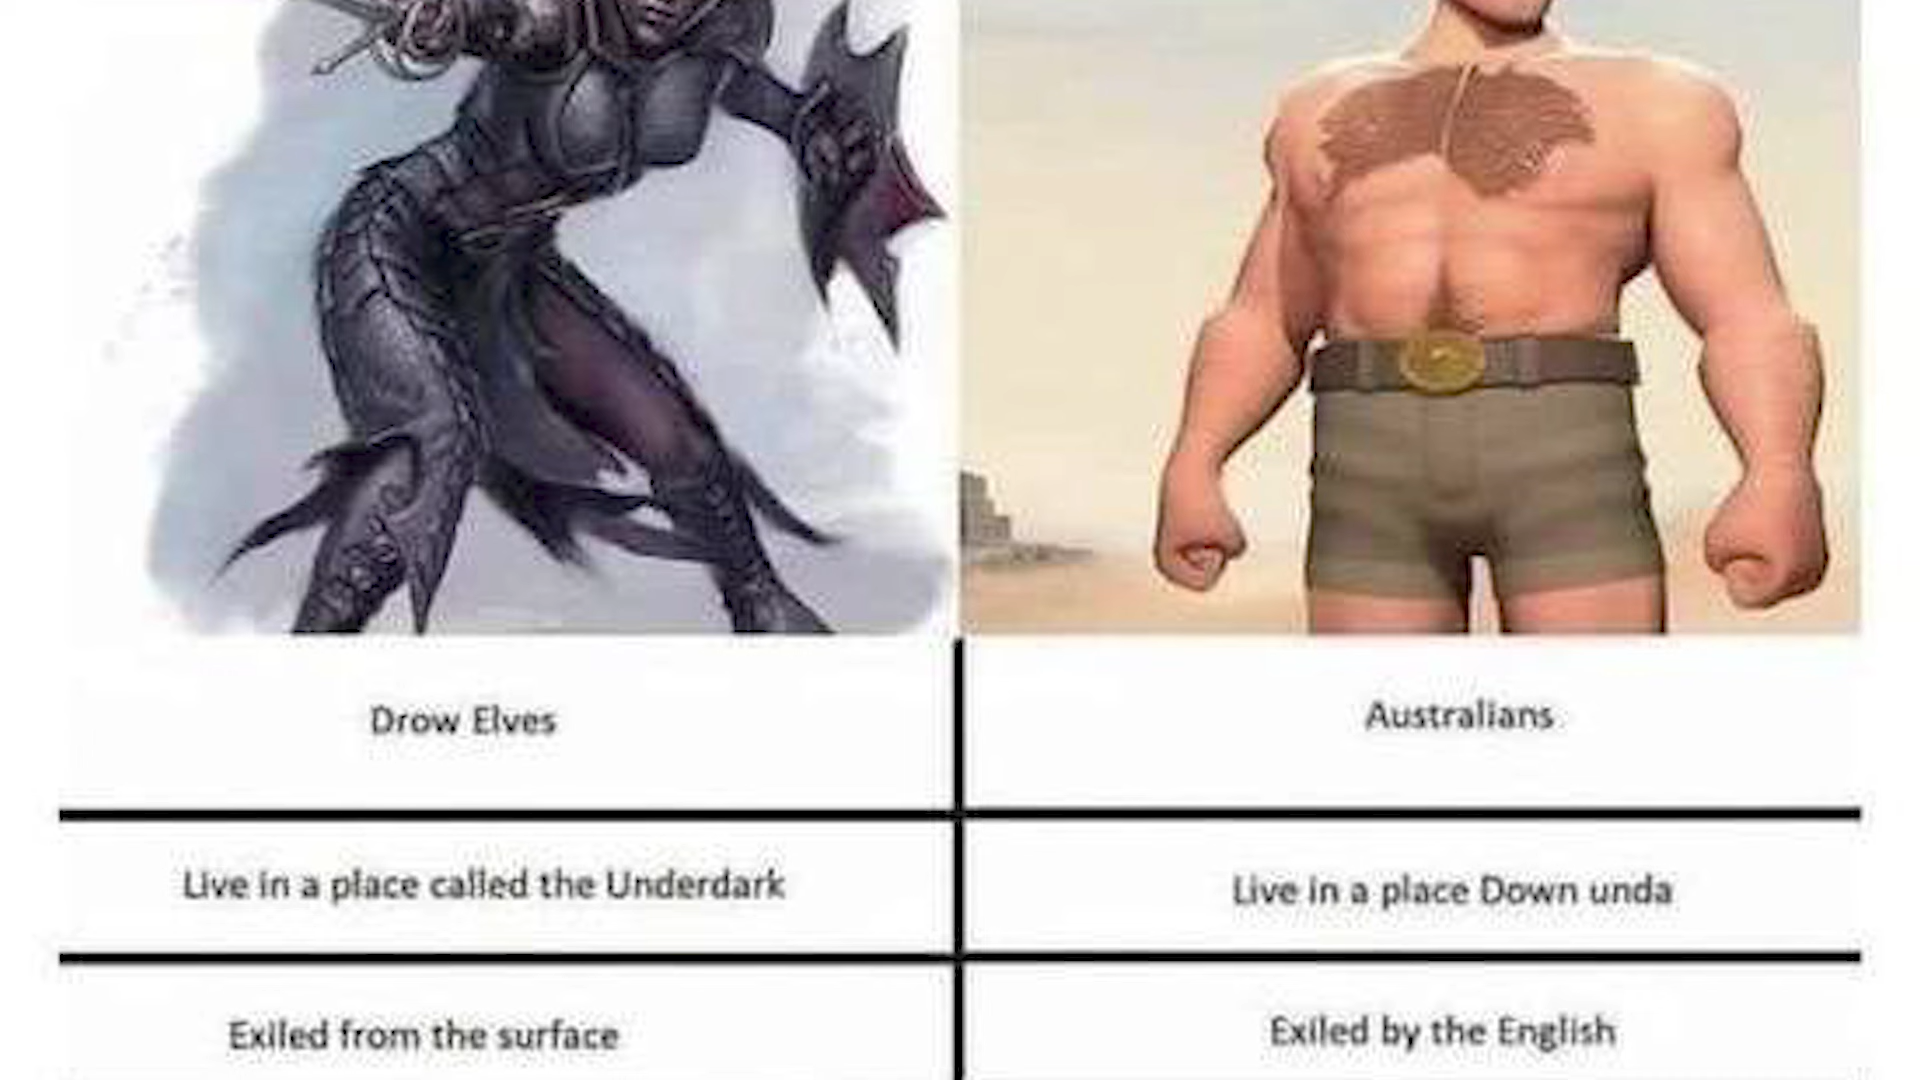 Drow Elves
Australians
Live in a place called the Underdark
Live in a place Down unda
Exiled from the surface
Exiled by the English